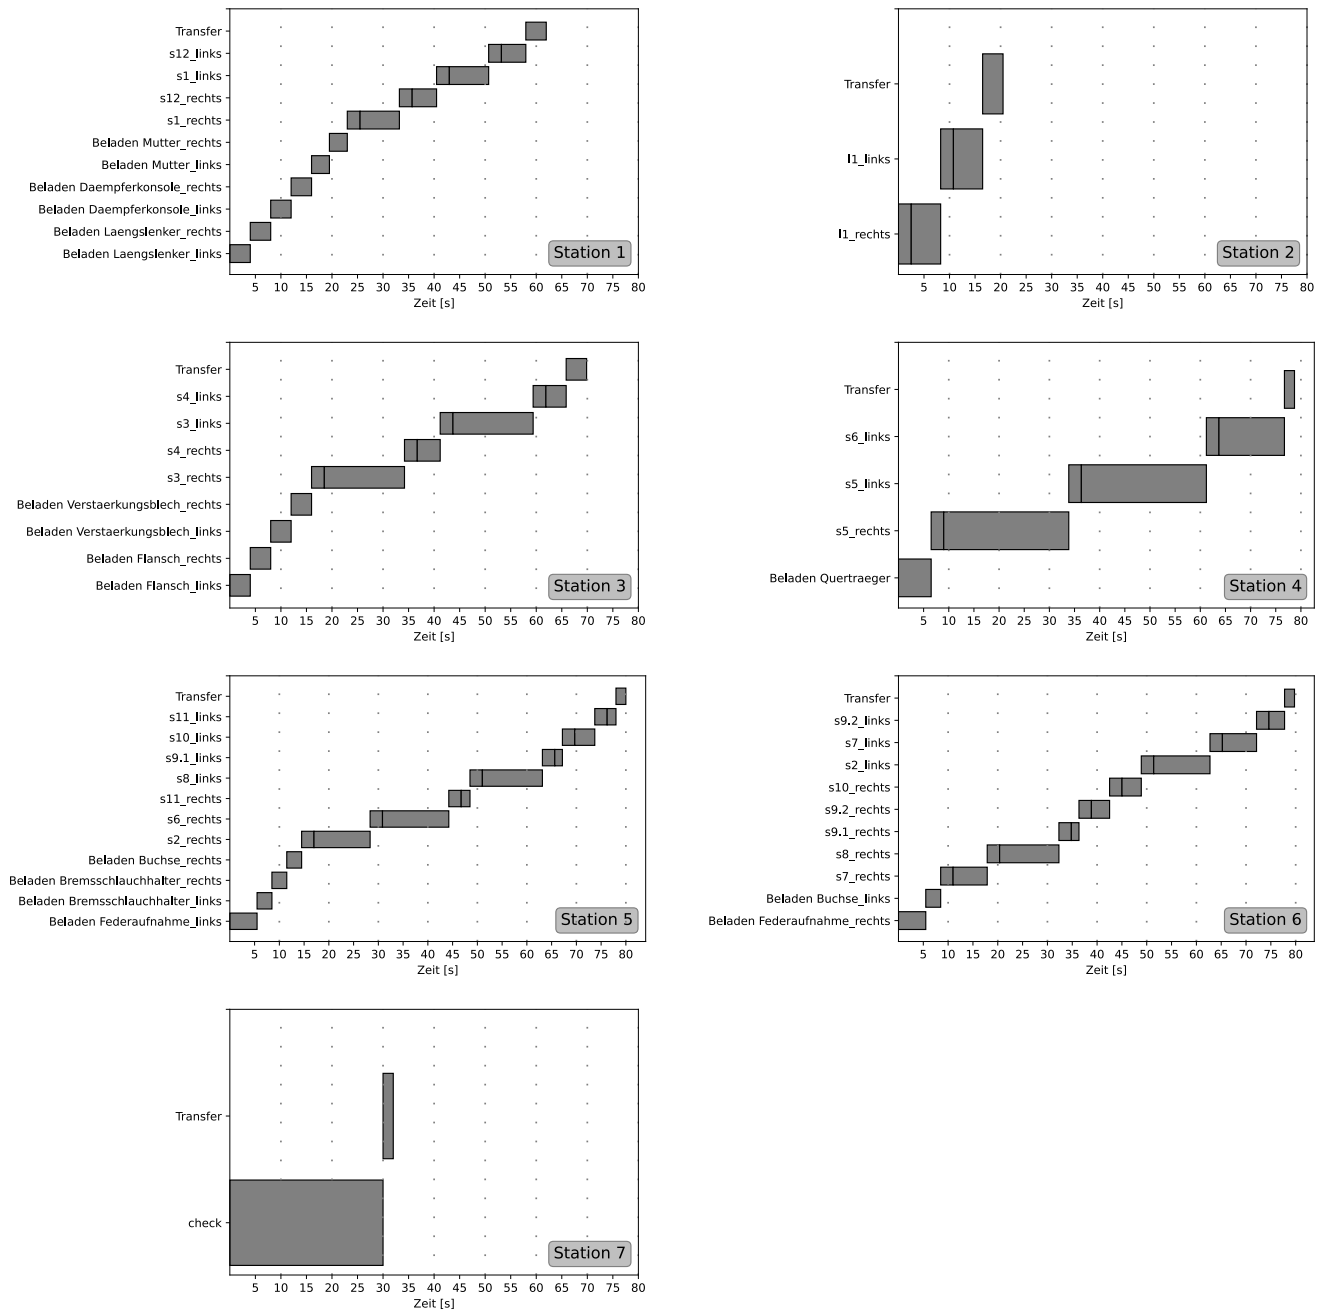 Transfer
s12_links
s1_links
s12_rechts
s1_rechts
Beladen Mutter_rechts
Beladen Mutter_links
Beladen Daempferkonsole_rechts
Beladen Daempferkonsole_links
Beladen Laengslenker_rechts
Beladen Laengslenker_links
Station 1
5 10 15 20 25 30 35 40 45 50 55 60 65 70 75 80
Zeit [s]
Transfer
l1_links
l1_rechts
Station 2
5 10 15 20 25 30 35 40 45 50 55 60 65 70 75 80
Zeit [s]
Transfer
s4_links
s3_links
s4_rechts
s3_rechts
Beladen Verstaerkungsblech_rechts
Beladen Verstaerkungsblech_links
Beladen Flansch_rechts
Beladen Flansch_links
Station 3
5 10 15 20 25 30 35 40 45 50 55 60 65 70 75 80
Zeit [s]
Transfer
s6_links
s5_links
s5_rechts
Beladen Quertraeger
Station 4
5 10 15 20 25 30 35 40 45 50 55 60 65 70 75 80
Zeit [s]
Transfer
s11_links
s10_links
s9.1_links
s8_links
s11_rechts
s6_rechts
s2_rechts
Beladen Buchse_rechts
Beladen Bremsschlauchhalter_rechts
Beladen Bremsschlauchhalter_links
Beladen Federaufnahme_links
Station 5
5 10 15 20 25 30 35 40 45 50 55 60 65 70 75 80
Zeit [s]
Transfer
s9.2_links
s7_links
s2_links
s10_rechts
s9.2_rechts
s9.1_rechts
s8_rechts
s7_rechts
Beladen Buchse_links
Beladen Federaufnahme_rechts
Station 6
5 10 15 20 25 30 35 40 45 50 55 60 65 70 75 80
Zeit [s]
Transfer
check
Station 7
5 10 15 20 25 30 35 40 45 50 55 60 65 70 75 80
Zeit [s]